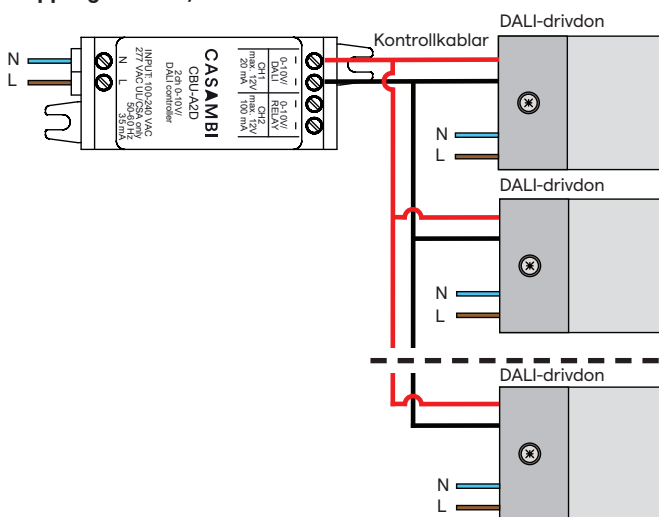 DALI-drivdon
Kontrollkablar
N
L
INPUT: 100-240 VAC
277 VAC UL/CSA only
50-60 Hz
35 mA
N
L
CASAMBI
CBU-A2D
2ch 0-10V/
DALI controller
0-10V/
DALI
CH1
max. 12V
20 mA
0-10V/
RELAY
CH2
max. 12V
100 mA
N
L
DALI-drivdon
N
L
DALI-drivdon
N
L